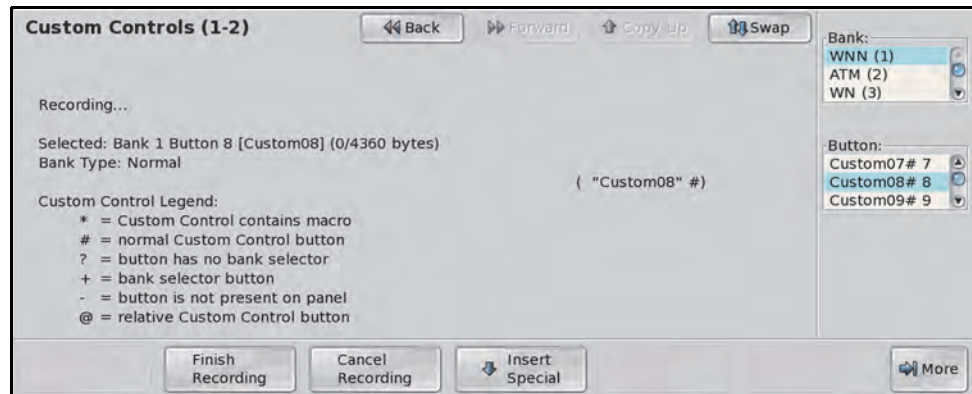 Custom Controls (1-2)
Back
Forward
Copy Up
Swap
Recording...
Selected: Bank 1 Button 8 [Custom08] (0/4360 bytes)
Bank Type: Normal
( "Custom08" #)
Custom Control Legend:
* = Custom Control contains macro
# = normal Custom Control button
? = button has no bank selector
+ = bank selector button
- = button is not present on panel
@ = relative Custom Control button
Bank:
WNN (1)
ATM (2)
WN (3)
Button:
Custom07# 7
Custom08# 8
Custom09# 9
Finish
Recording
Cancel
Recording
Insert
Special
More